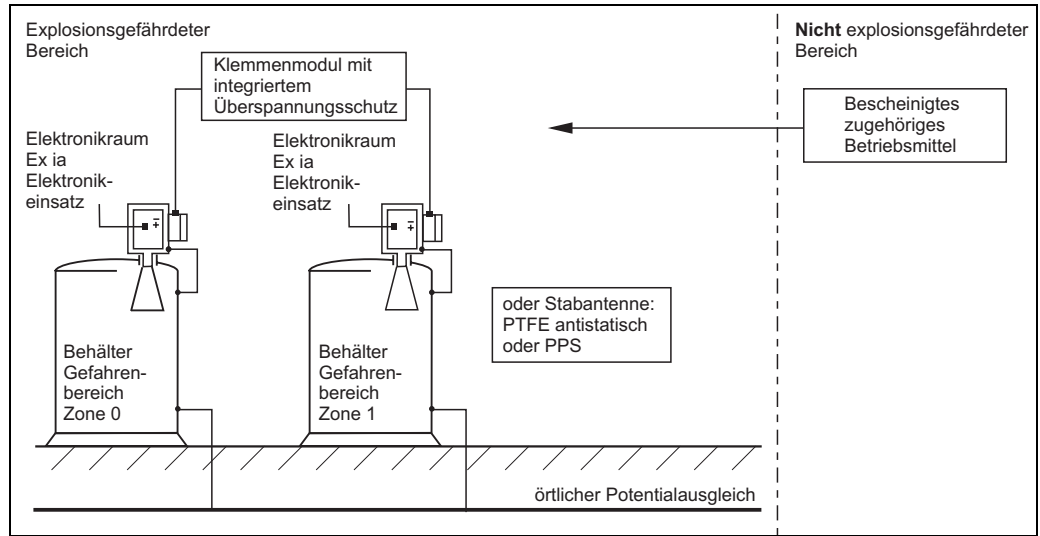 Explosionsgefährdeter
Bereich
Nicht explosionsgefährdeter
Bereich
Klemmenmodul mit
integriertem
Überspannungsschutz
Bescheinigtes
zugehöriges
Betriebsmittel
Elektronikraum
Ex ia
Elektronik-
einsatz
Elektronikraum
Ex ia
Elektronik-
einsatz
oder Stabantenne:
PTFE antistatisch
oder PPS
Behälter
Gefahren-
bereich
Zone 0
Behälter
Gefahren-
bereich
Zone 1
örtlicher Potentialausgleich